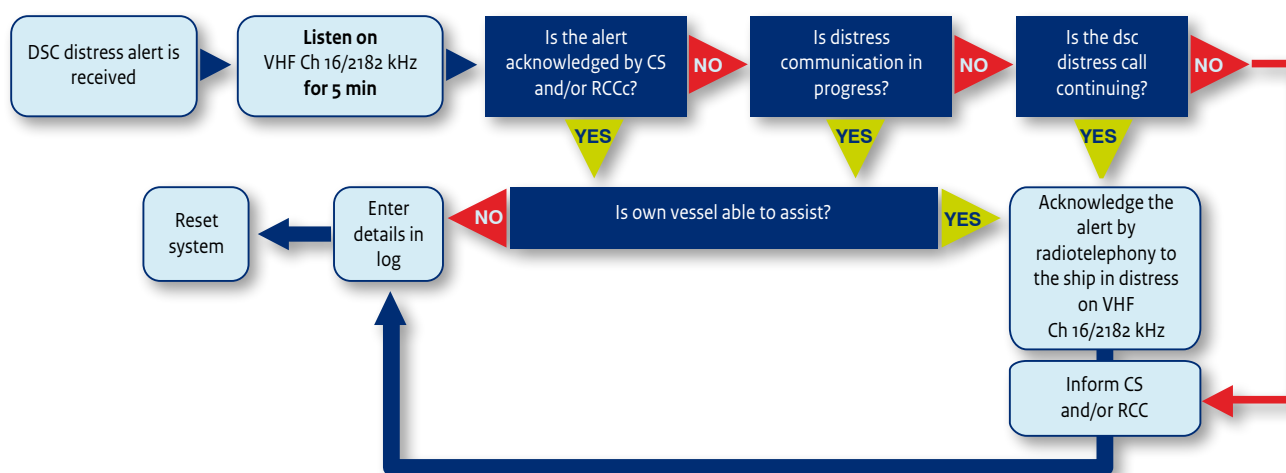 DSC distress alert is
received
Listen on
VHF Ch 16/2182 kHz
for 5 min
Is the alert
acknowledged by CS
and/or RCCc?
NO
Is distress
communication in
progress?
NO
Is the dsc
distress call
continuing?
NO
YES
YES
YES
Reset
system
Enter
details in
log
NO
Is own vessel able to assist?
YES
Acknowledge the
alert by
radiotelephony to
the ship in distress
on VHF
Ch 16/2182 kHz
Inform CS
and/or RCC